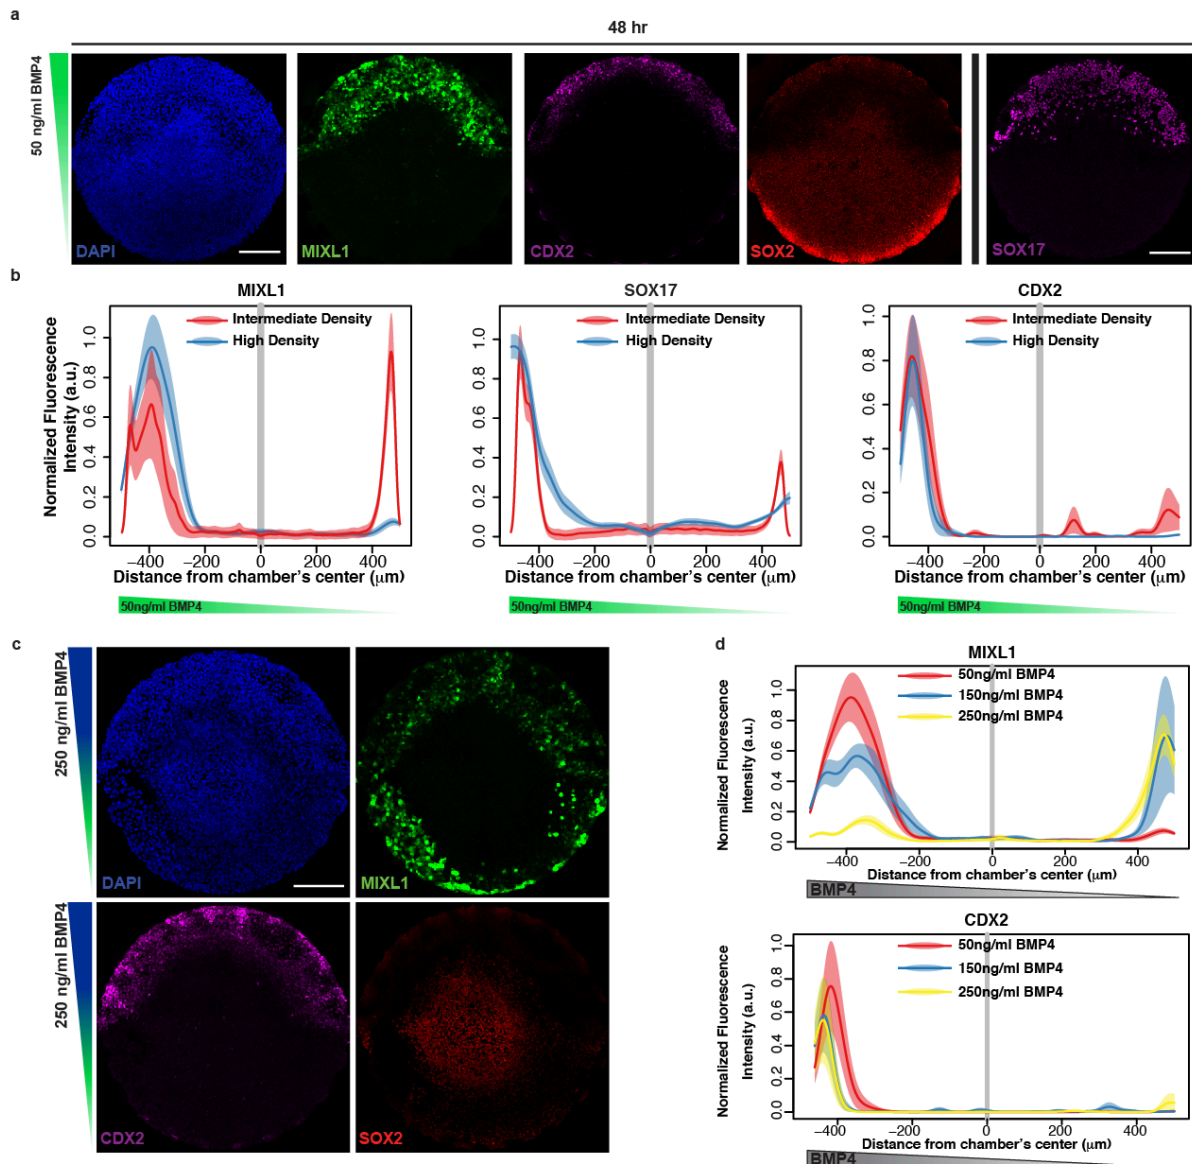 a
48 hr
50 ng/ml BMP4
DAPI
MIXL1
CDX2
SOX2
SOX17
b
MIXL1
Normalized Fluorescence
Intensity (a.u.)
0.0 0.2 0.4 0.6 0.8 1.0
Intermediate Density
High Density
−400 −200 0 200 400
Distance from chamber's center (μm)
50ng/ml BMP4
SOX17
0.0 0.2 0.4 0.6 0.8 1.0
Intermediate Density
High Density
−400 −200 0 200 400
Distance from chamber's center (μm)
50ng/ml BMP4
CDX2
0.0 0.2 0.4 0.6 0.8 1.0
Intermediate Density
High Density
−400 −200 0 200 400
Distance from chamber's center (μm)
50ng/ml BMP4
c
250 ng/ml BMP4
DAPI
MIXL1
250 ng/ml BMP4
CDX2
SOX2
d
MIXL1
Normalized Fluorescence
Intensity (a.u.)
0.0 0.2 0.4 0.6 0.8 1.0
50ng/ml BMP4
150ng/ml BMP4
250ng/ml BMP4
−400 −200 0 200 400
Distance from chamber's center (μm)
BMP4
CDX2
Normalized Fluorescence
Intensity (a.u.)
0.0 0.2 0.4 0.6 0.8 1.0
50ng/ml BMP4
150ng/ml BMP4
250ng/ml BMP4
−400 −200 0 200 400
Distance from chamber's center (μm)
BMP4